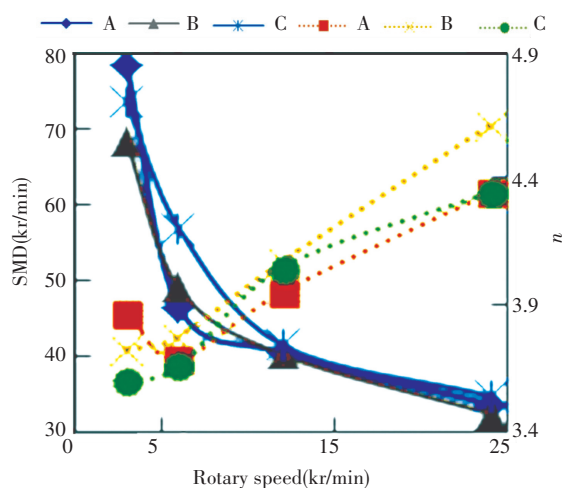 A B C A B C
80 4.9
70
60 4.4
SMD(kr/min)
n
50
3.9
40
30 3.4
0 5 15 25
Rotary speed(kr/min)